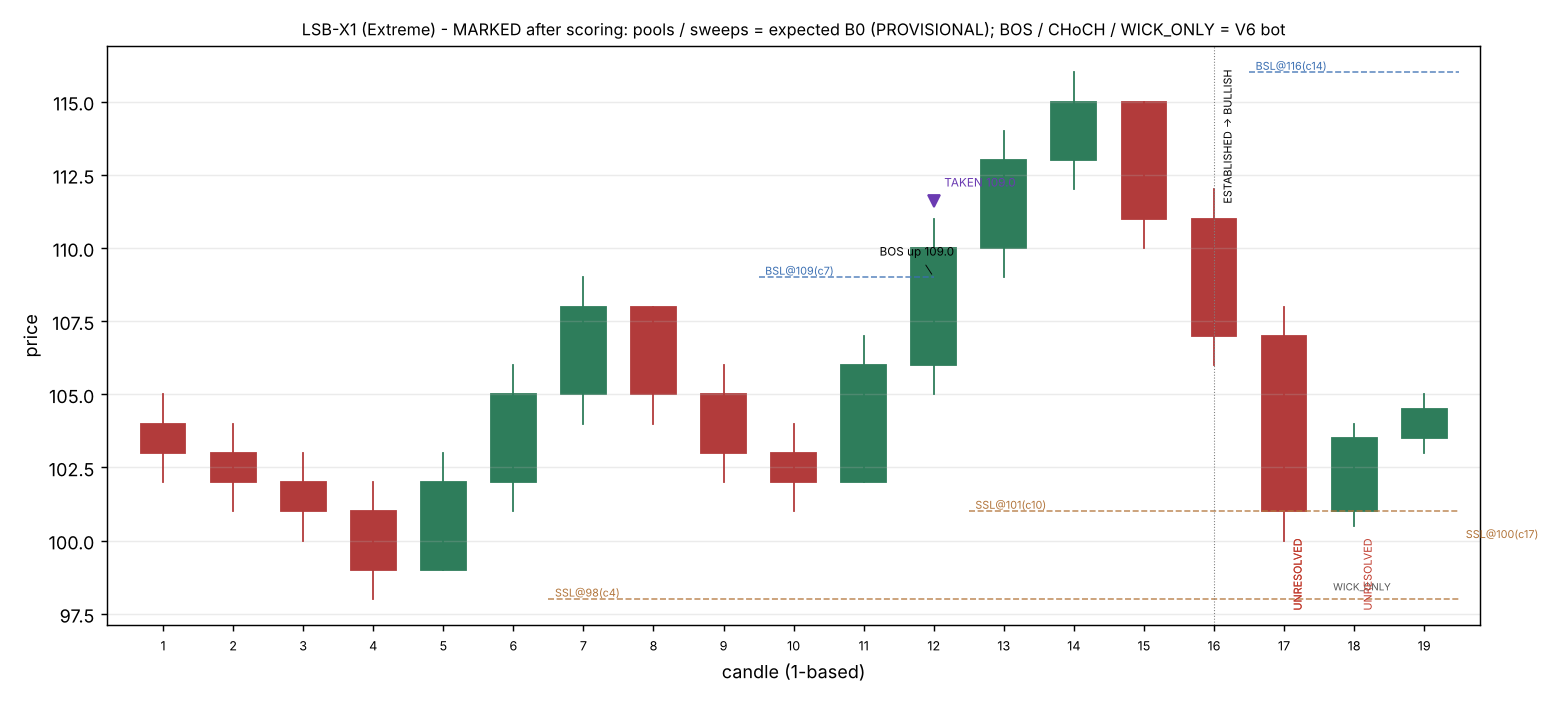 LSB-X1 (Extreme) - MARKED after scoring: pools / sweeps = expected B0 (PROVISIONAL); BOS / CHoCH / WICK_ONLY = V6 bot
BSL@116(c14)
ESTABLISHED → BULLISH
115.0
112.5
TAKEN 109.0
110.0
BOS up 109.0
BSL@109(c7)
107.5
105.0
102.5
SSL@101(c10)
100.0
SSL@100(c17)
UNRESOLVED
UNRESOLVED
WICK_ONLY
SSL@98(c4)
97.5
price
1 2 3 4 5 6 7 8 9 10 11 12 13 14 15 16 17 18 19
candle (1-based)